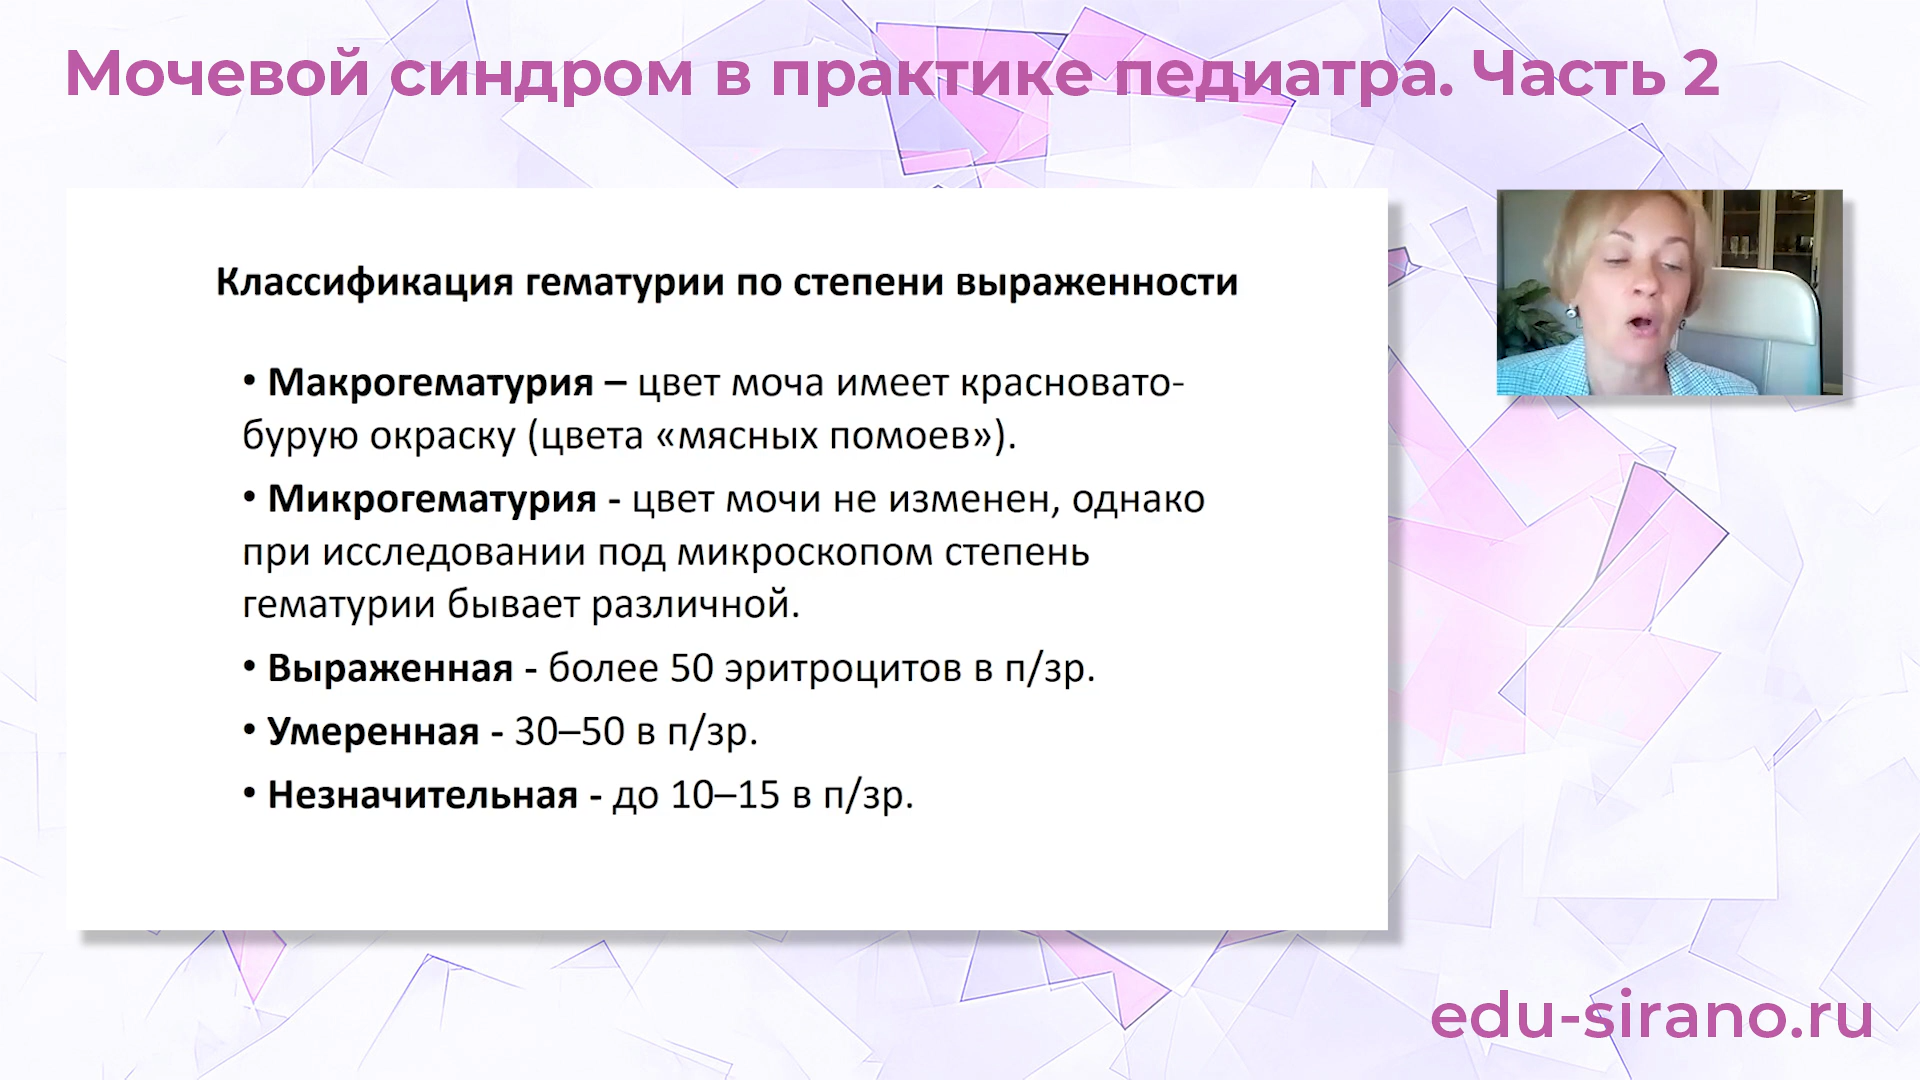 Мочевой синдром в практике педиатра. Часть 2
Классификация гематурии по степени выраженности
• Макрогематурия – цвет моча имеет красновато-
бурую окраску (цвета «мясных помоев»).
• Микрогематурия - цвет мочи не изменен, однако
при исследовании под микроскопом степень
гематурии бывает различной.
• Выраженная - более 50 эритроцитов в п/зр.
• Умеренная - 30–50 в п/зр.
• Незначительная - до 10–15 в п/зр.
edu-sirano.ru